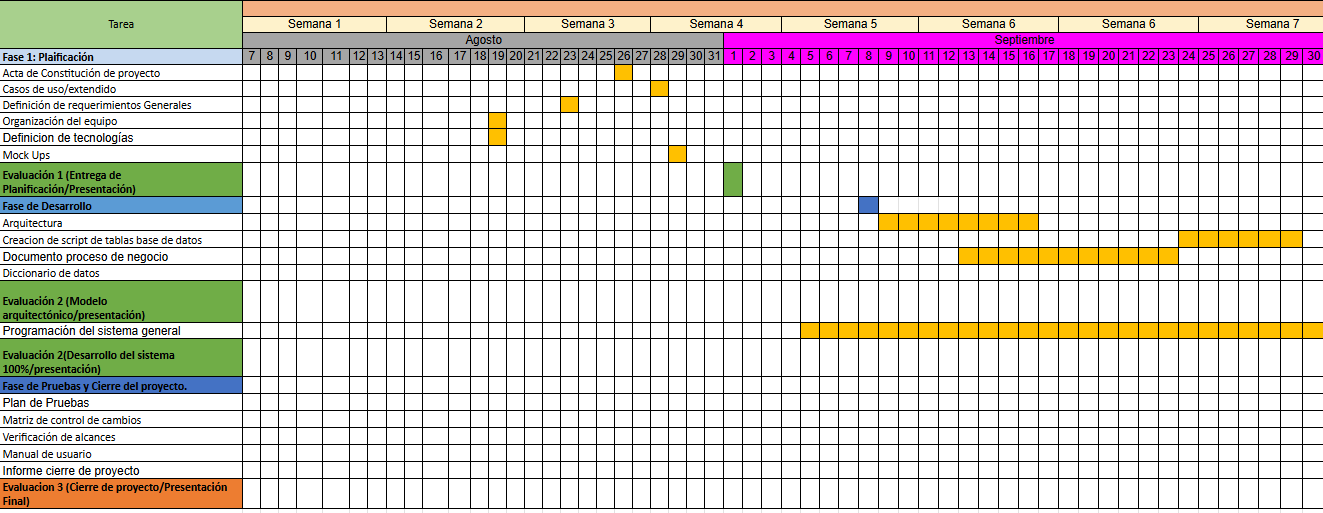 Tarea
Semana 1 Semana 2 Semana 3 Semana 4 Semana 5 Semana 6 Semana 6 Semana 7
Agosto Septiembre
Fase 1: Plaificación 7 8 9 10 11 12 13 14 15 16 17 18 19 20 21 22 23 24 25 26 27 28 29 30 31 1 2 3 4 5 6 7 8 9 10 11 12 13 14 15 16 17 18 19 20 21 22 23 24 25 26 27 28 29 30
Acta de Constitución de proyecto
Casos de uso/extendido
Definición de requerimientos Generales
Organización del equipo
Definicion de tecnologías
Mock Ups
Evaluación 1 (Entrega de
Planificación/Presentación)
Fase de Desarrollo
Arquitectura
Creacion de script de tablas base de datos
Documento proceso de negocio
Diccionario de datos
Evaluación 2 (Modelo
arquitectónico/presentación)
Programación del sistema general
Evaluación 2(Desarrollo del sistema
100%/presentación)
Fase de Pruebas y Cierre del proyecto.
Plan de Pruebas
Matriz de control de cambios
Verificación de alcances
Manual de usuario
Informe cierre de proyecto
Evaluacion 3 (Cierre de proyecto/Presentación
Final)